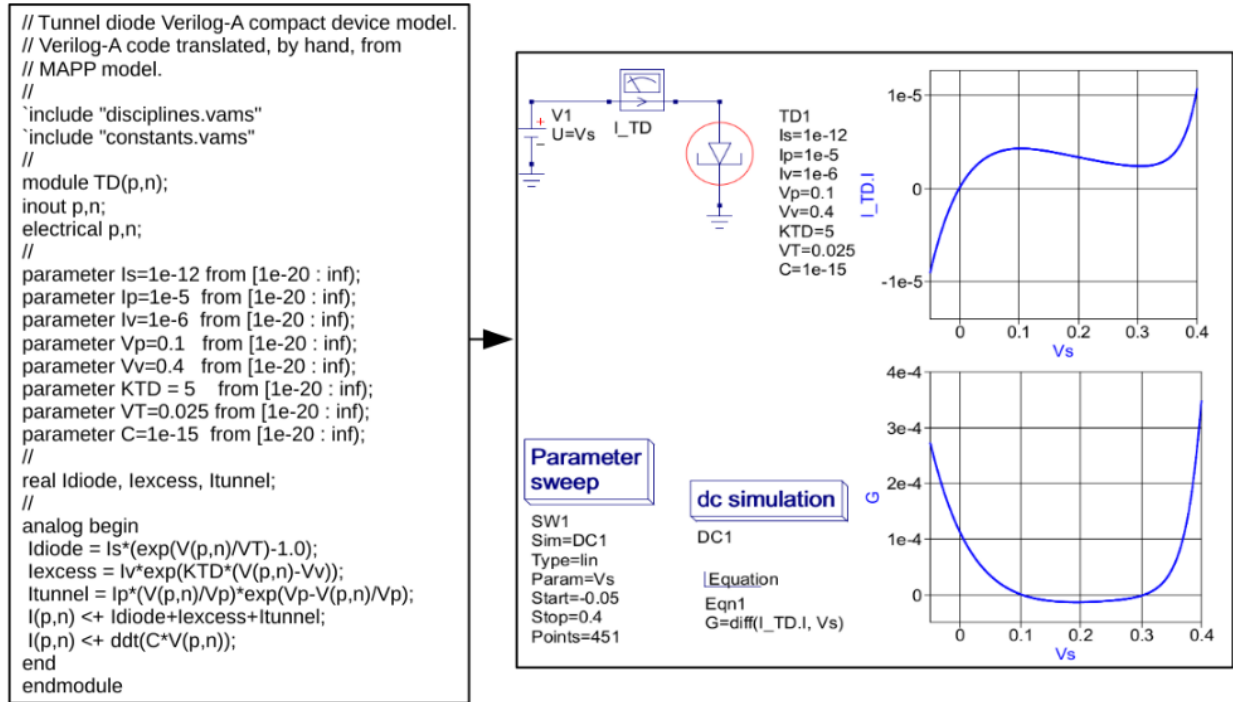 // Tunnel diode Verilog-A compact device model.
// Verilog-A code translated, by hand, from
// MAPP model.
//
`include "disciplines.vams"
`include "constants.vams"
//
module TD(p,n);
inout p,n;
electrical p,n;
//
parameter Is=1e-12 from [1e-20 : inf);
parameter Ip=1e-5 from [1e-20 : inf);
parameter Iv=1e-6 from [1e-20 : inf);
parameter Vp=0.1 from [1e-20 : inf);
parameter Vv=0.4 from [1e-20 : inf);
parameter KTD = 5 from [1e-20 : inf);
parameter VT=0.025 from [1e-20 : inf);
parameter C=1e-15 from [1e-20 : inf);
//
real Idiode, Iexcess, Itunnel;
//
analog begin
Idiode = Is*(exp(V(p,n)/VT)-1.0);
Iexcess = Iv*exp(KTD*(V(p,n)-Vv));
Itunnel = Ip*(V(p,n)/Vp)*exp(Vp-V(p,n)/Vp);
I(p,n) <+ Idiode+Iexcess+Itunnel;
I(p,n) <+ ddt(C*V(p,n));
end
endmodule
+
−
V1
U=Vs
I_TD
TD1
Is=1e-12
Ip=1e-5
Iv=1e-6
Vp=0.1
Vv=0.4
KTD=5
VT=0.025
C=1e-15
I_TD.I
1e-5
0
-1e-5
0 0.1 0.2 0.3 0.4
Vs
Parameter
sweep
SW1
Sim=DC1
Type=lin
Param=Vs
Start=-0.05
Stop=0.4
Points=451
dc simulation
DC1
Equation
Eqn1
G=diff(I_TD.I, Vs)
G
4e-4
3e-4
2e-4
1e-4
0
0 0.1 0.2 0.3 0.4
Vs